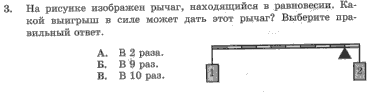 3. На рисунке изображен рычаг, находящийся в равновесии. Ка-
кой выигрыш в силе может дать этот рычаг? Выберите пра-
вильный ответ.
А. В 2 раза.
Б. В 9 раз.
В. В 10 раз.
1
2